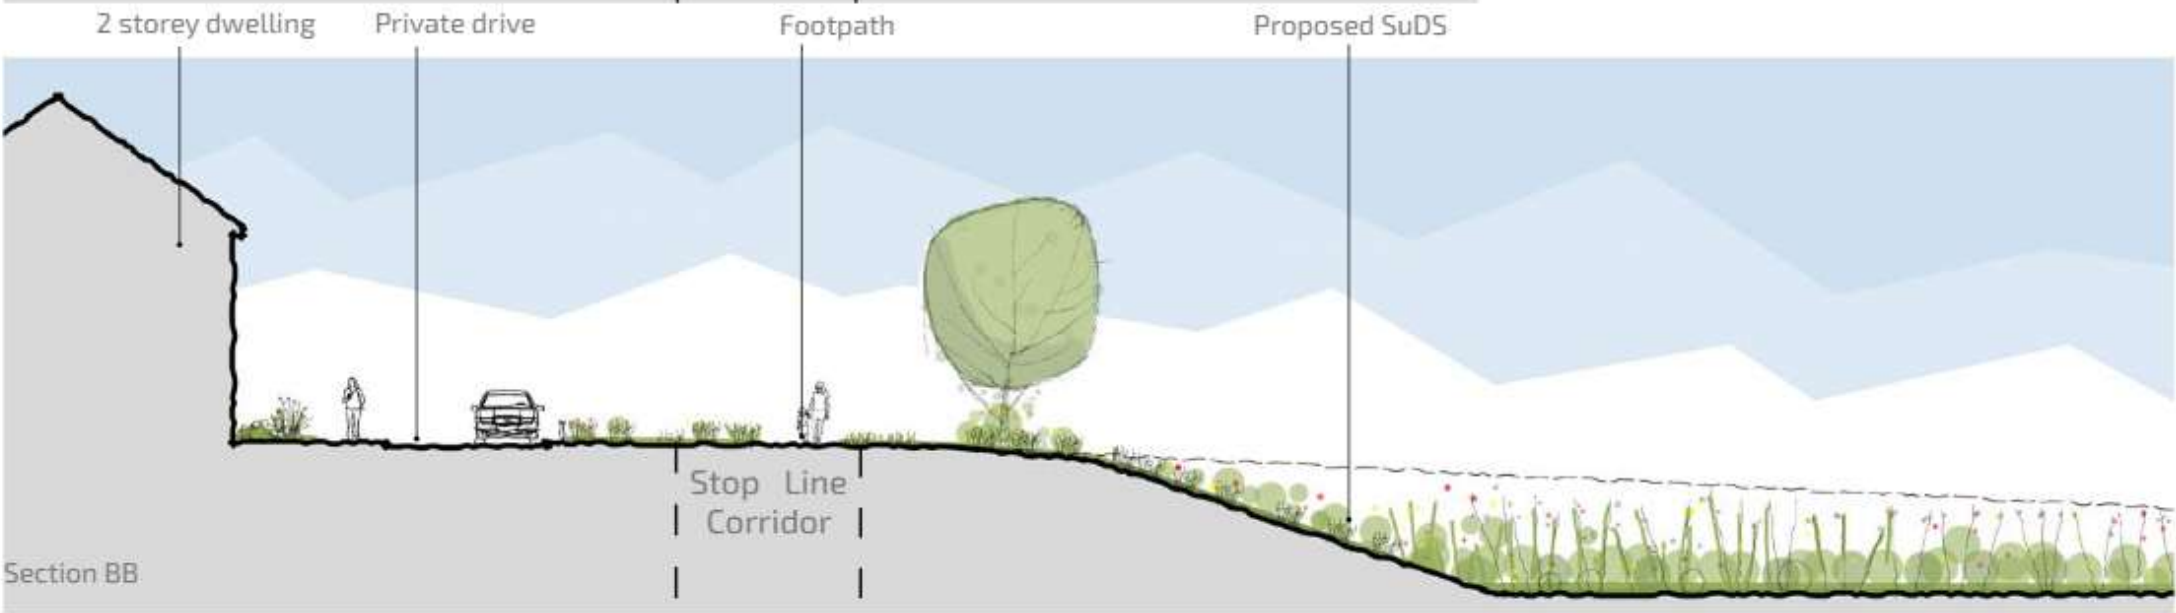 2 storey dwelling
Private drive
Footpath
Proposed SuDS
Stop Line
Corridor
Section BB